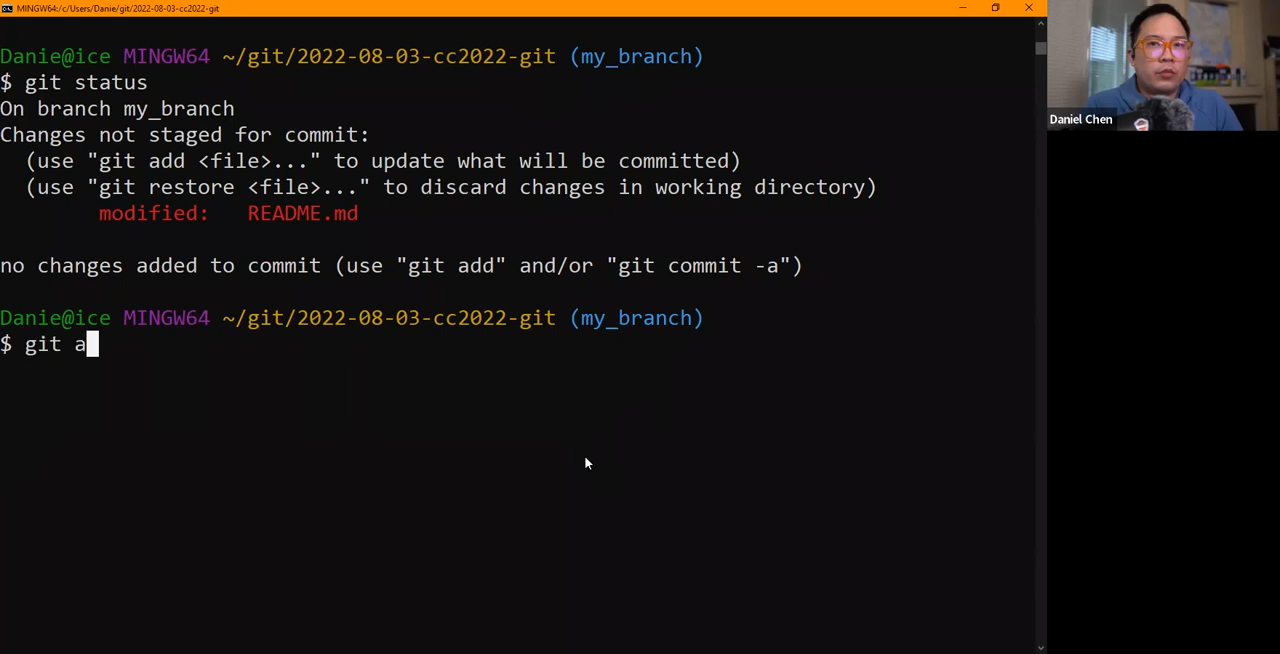 MINGW64:/c/Users/Danie/git/2022-08-03-cc2022-git
Danie@ice MINGW64 ~/git/2022-08-03-cc2022-git (my_branch)
$ git status
On branch my_branch
Changes not staged for commit:
  (use "git add <file>..." to update what will be committed)
  (use "git restore <file>..." to discard changes in working directory)
        modified:   README.md
no changes added to commit (use "git add" and/or "git commit -a")
Danie@ice MINGW64 ~/git/2022-08-03-cc2022-git (my_branch)
$ git a
Daniel Chen